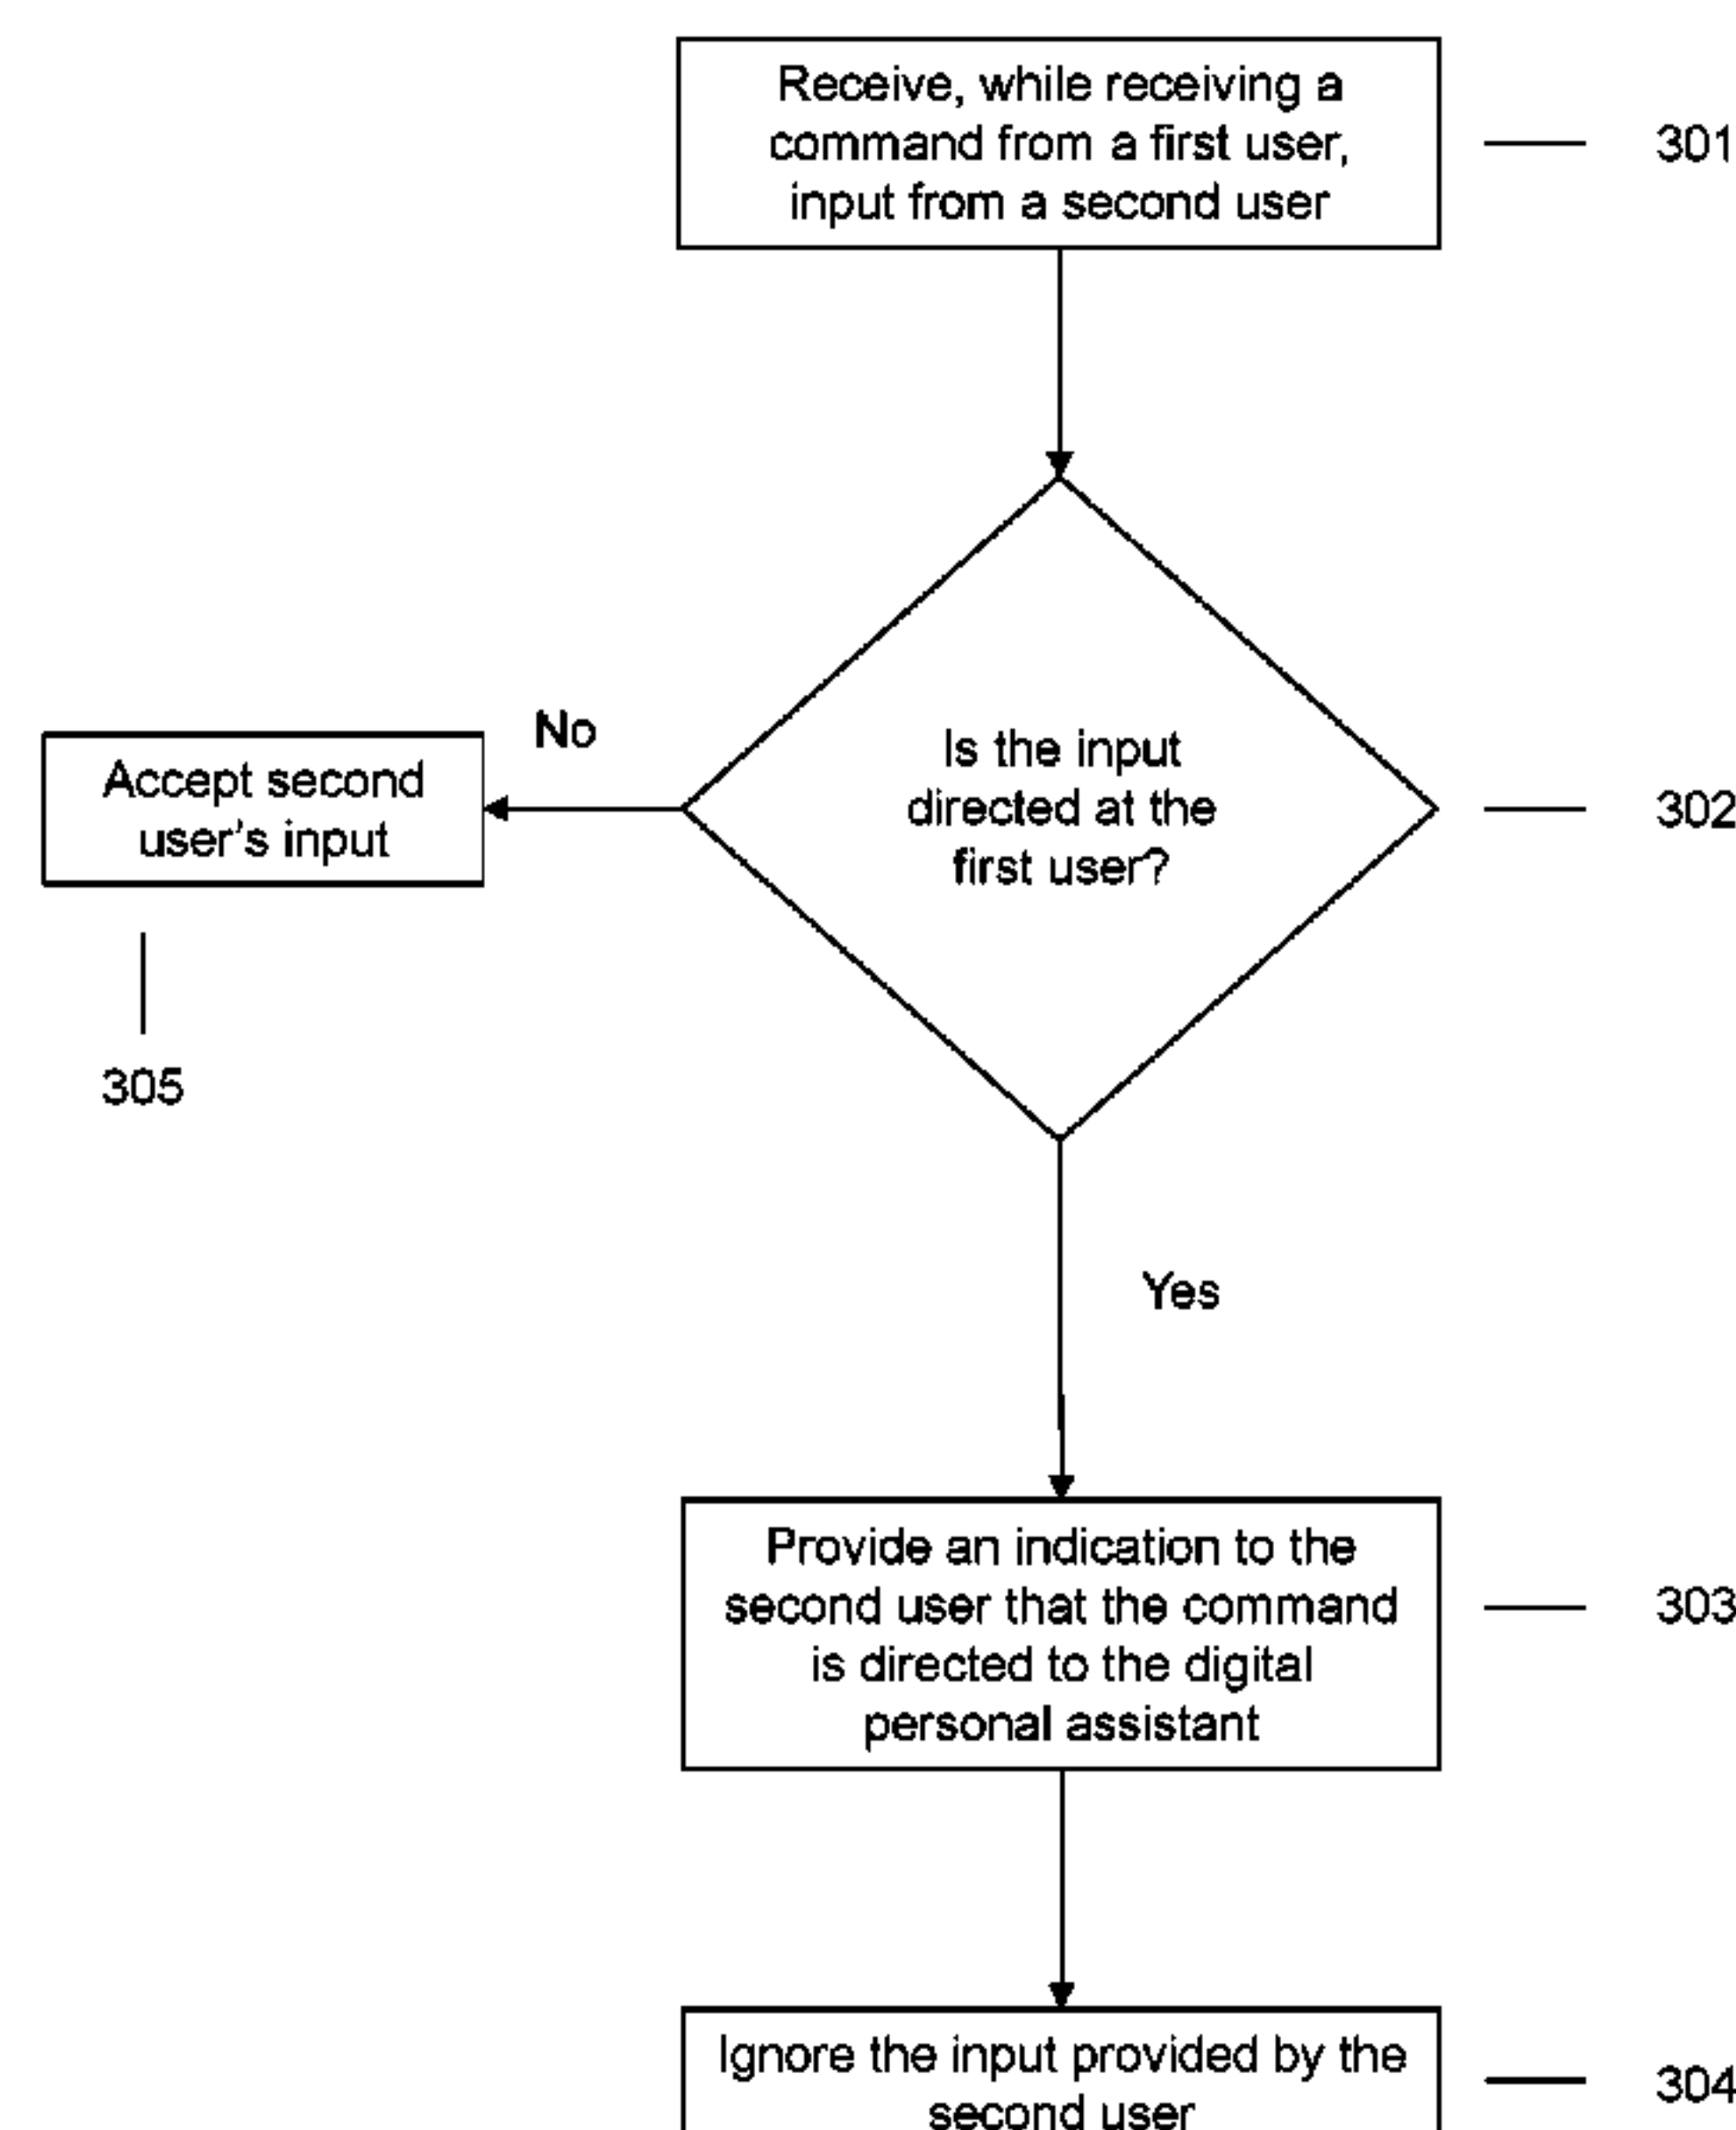 Receive, while receiving a
command from a first user,
input from a second user
301
Is the input
directed at the
first user?
302
No
Accept second
user's input
305
Yes
Provide an indication to the
second user that the command
is directed to the digital
personal assistant
303
Ignore the input provided by the
second user
304